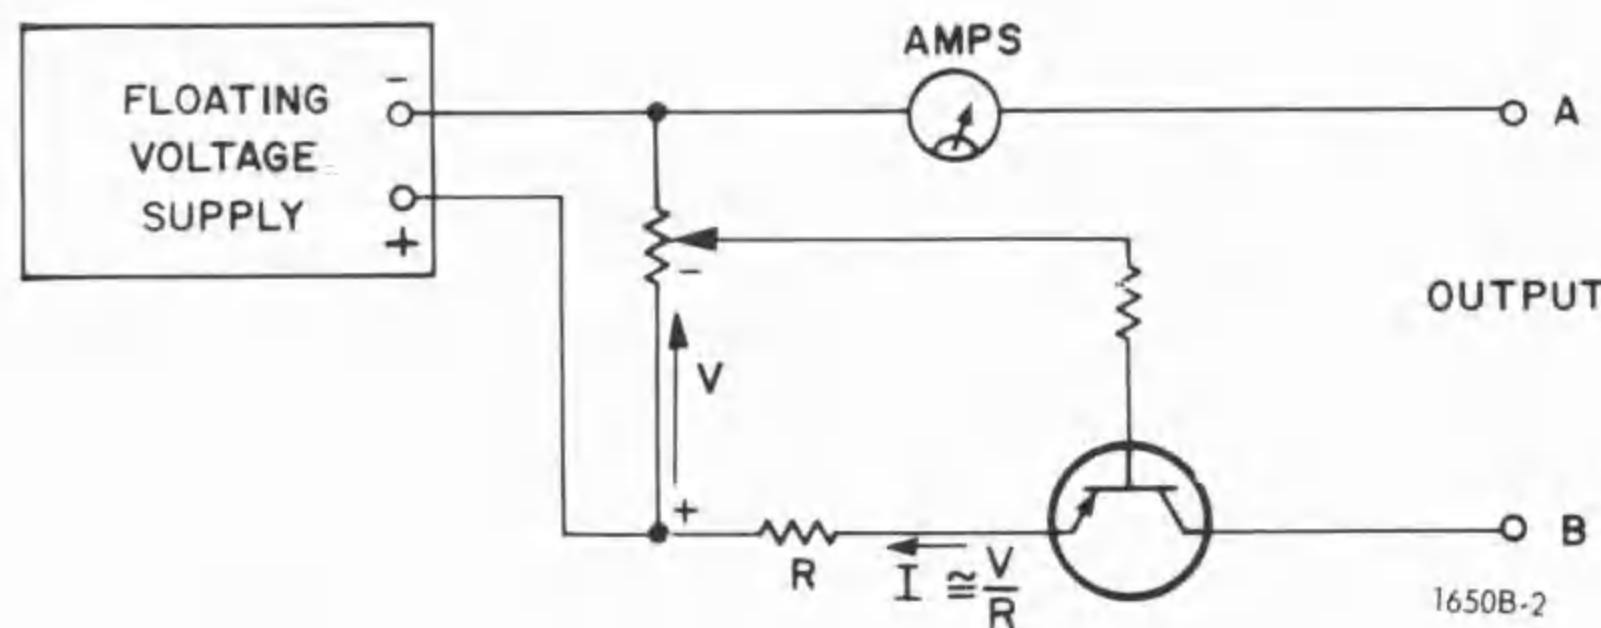 AMPS
FLOATING
VOLTAGE
SUPPLY
-
+
A
-
V
+
OUTPUT
R
I ≅ V/R
B
1650B-2